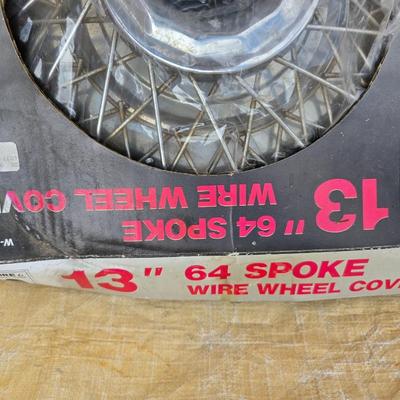 13" 64 SPOKE
WIRE WHEEL COV
W-
13" 64 SPOKE
WIRE WHEEL COV